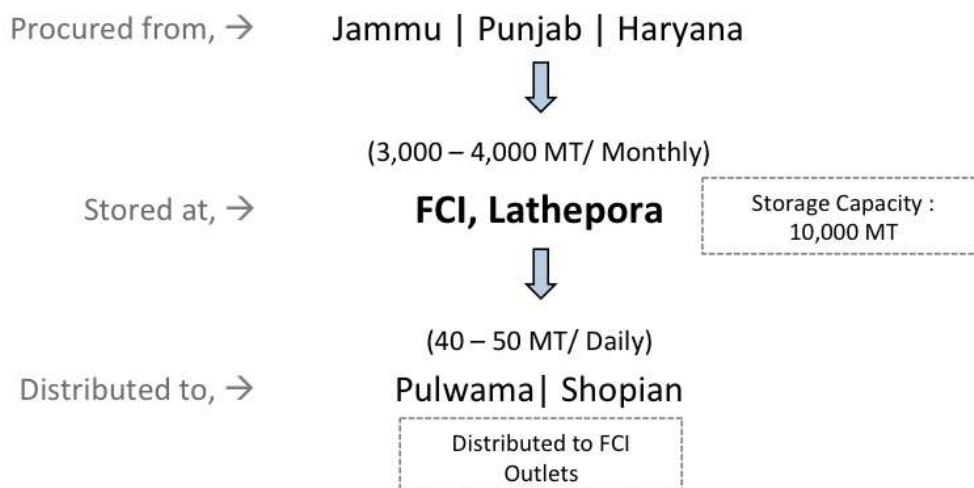 Procured from, → Jammu | Punjab | Haryana
(3,000 – 4,000 MT/ Monthly)
Stored at, → FCI, Lathepora
Storage Capacity :
10,000 MT
(40 – 50 MT/ Daily)
Distributed to, → Pulwama| Shopian
Distributed to FCI
Outlets